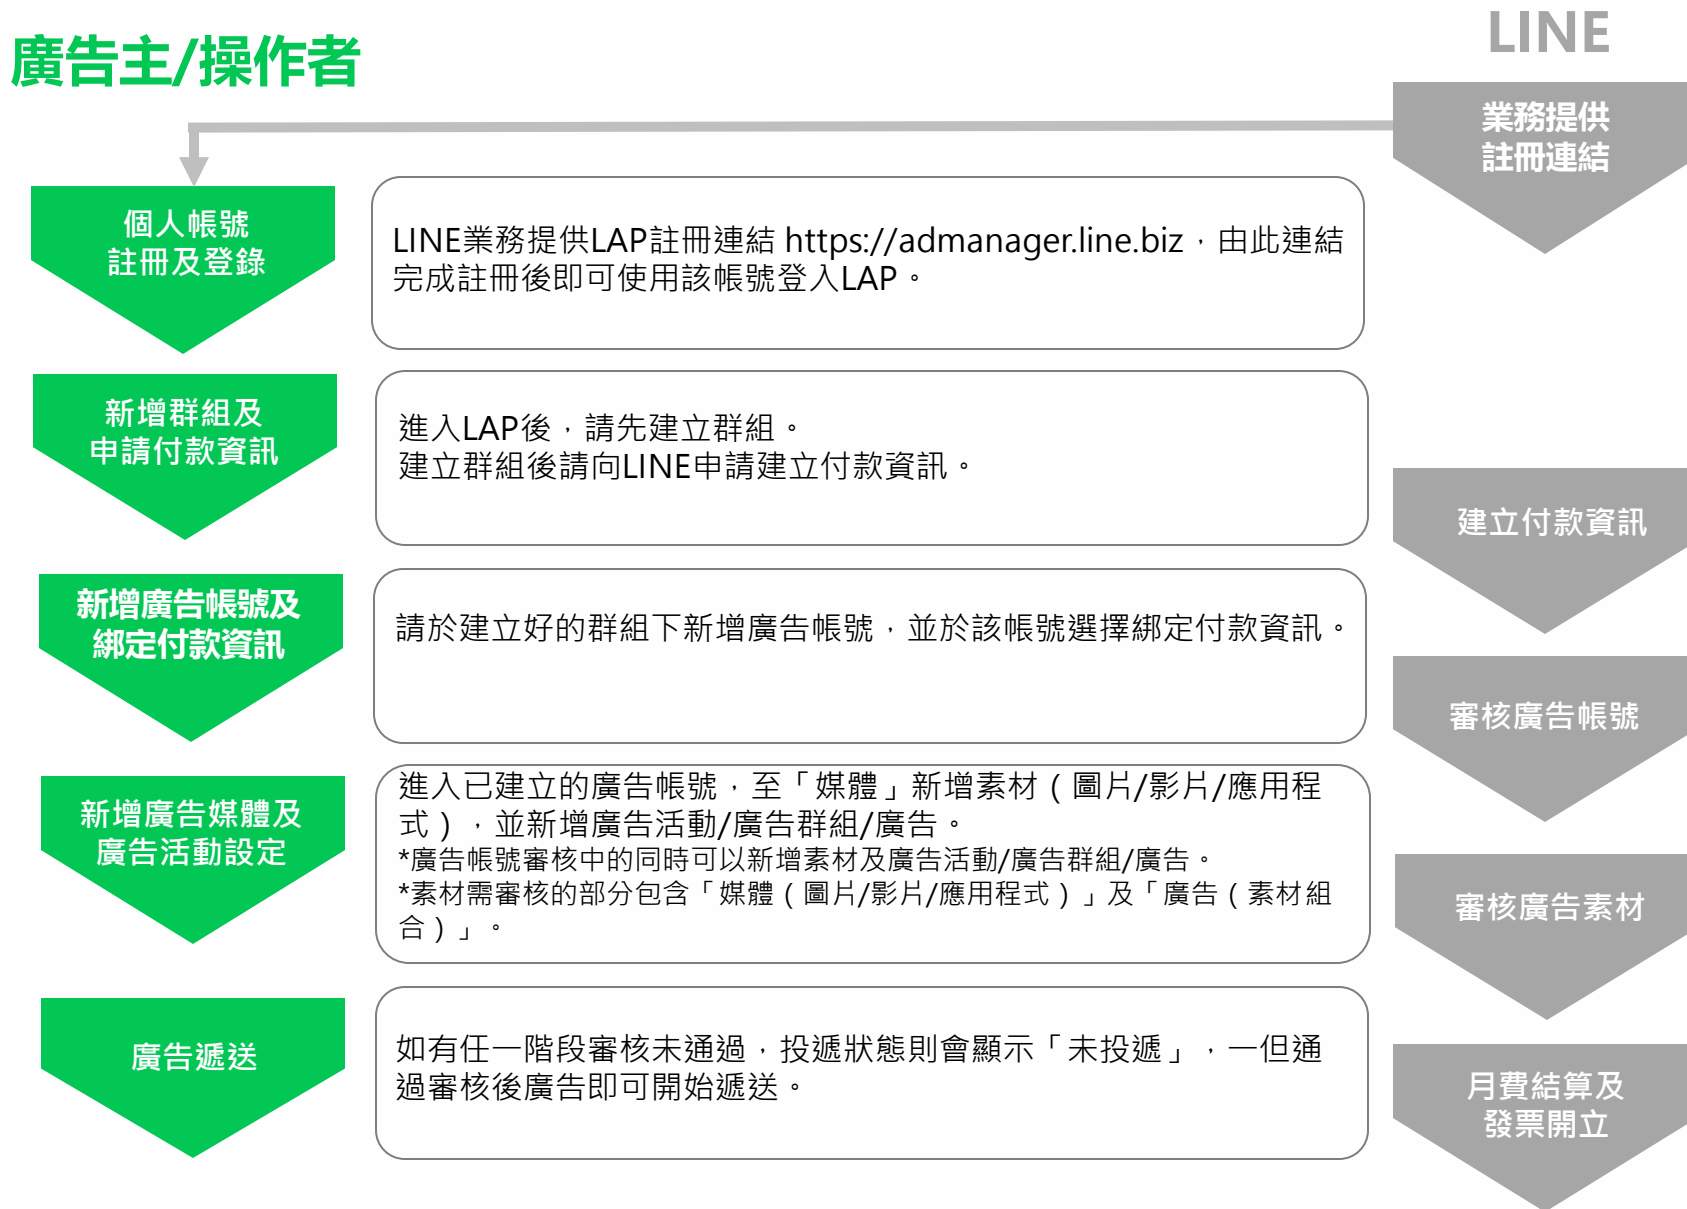 LINE
廣告主/操作者
業務提供
註冊連結
個人帳號
註冊及登錄
LINE業務提供LAP註冊連結 https://admanager.line.biz，由此連結
完成註冊後即可使用該帳號登入LAP。
新增群組及
申請付款資訊
進入LAP後，請先建立群組。
建立群組後請向LINE申請建立付款資訊。
建立付款資訊
新增廣告帳號及
綁定付款資訊
請於建立好的群組下新增廣告帳號，並於該帳號選擇綁定付款資訊。
審核廣告帳號
新增廣告媒體及
廣告活動設定
進入已建立的廣告帳號，至「媒體」新增素材（圖片/影片/應用程
式），並新增廣告活動/廣告群組/廣告。
*廣告帳號審核中的同時可以新增素材及廣告活動/廣告群組/廣告。
*素材需審核的部分包含「媒體（圖片/影片/應用程式）」及「廣告（素材組
合）」。
審核廣告素材
廣告遞送
如有任一階段審核未通過，投遞狀態則會顯示「未投遞」，一但通
過審核後廣告即可開始遞送。
月費結算及
發票開立